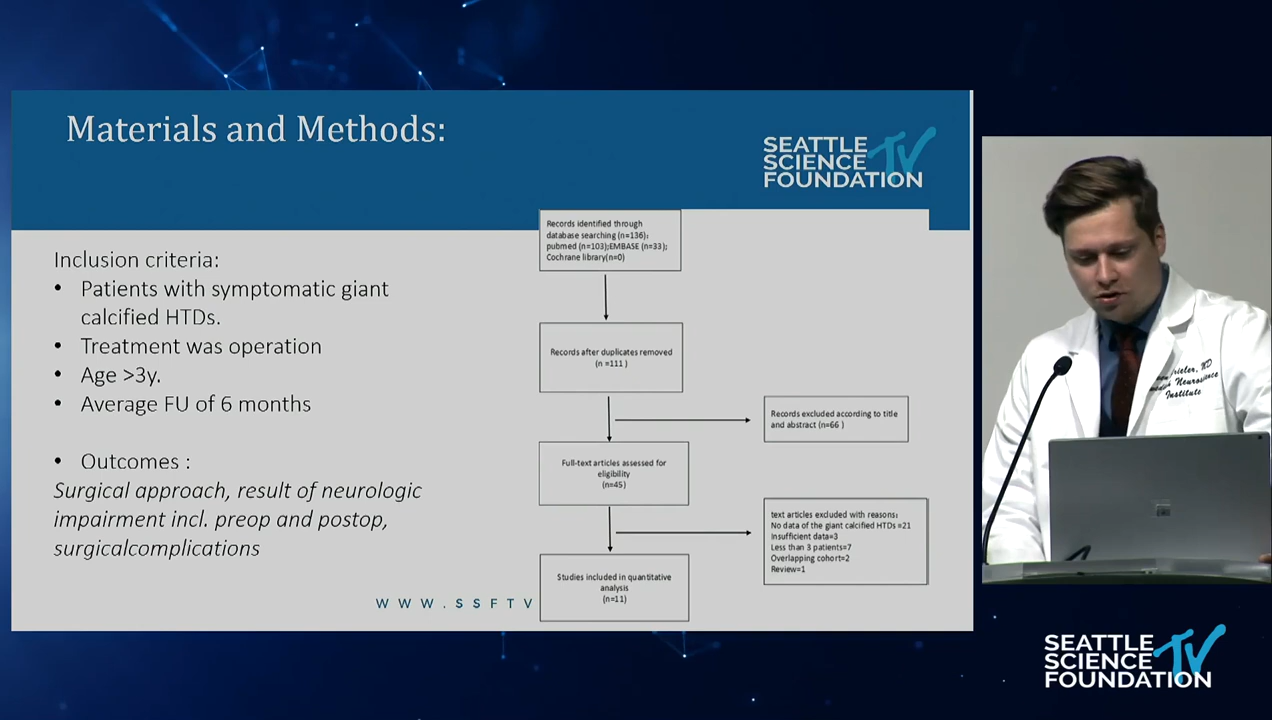 Materials and Methods:
SEATTLE
SCIENCE TV
FOUNDATION
Inclusion criteria:
• Patients with symptomatic giant
calcified HTDs.
• Treatment was operation
• Age >3y.
• Average FU of 6 months
• Outcomes :
Surgical approach, result of neurologic
impairment incl. preop and postop,
surgicalcomplications
WWW.SSFTV
Records identified through
database searching (n=136):
pubmed (n=103);EMBASE (n=33);
Cochrane library(n=0)
Records after duplicates removed
(n =111 )
Records excluded according to title
and abstract (n=66 )
Full-text articles assessed for
eligibility
(n=45)
text articles excluded with reasons:
No data of the giant calcified HTDs =21
Insufficient data=3
Less than 3 patients=7
Overlapping cohort=2
Review=1
Studies included in quantitative
analysis
(n=11)
MD
Institute
SEATTLE
SCIENCE TV
FOUNDATION